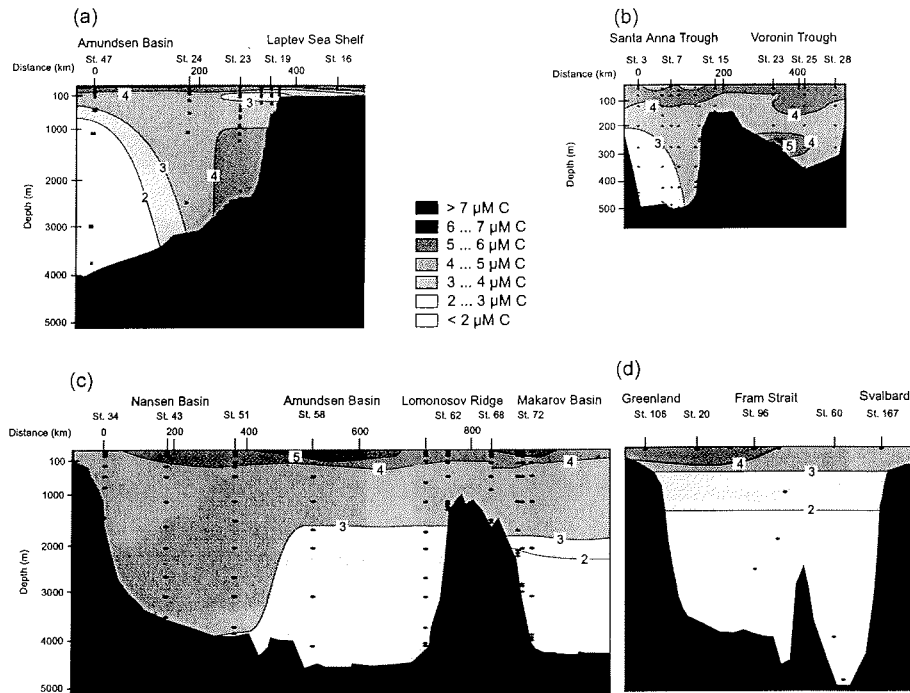 (a)
Amundsen Basin Laptev Sea Shelf
St. 47 St. 24 St. 23 St. 19 St. 16
Distance (km) 0 200 400
100
1000
2000
3000
4000
5000
Depth (m)
4
3
3
2
4
(b)
Santa Anna Trough Voronin Trough
St. 3 St. 7 St. 15 St. 23 St. 25 St. 28
Distance (km) 0 200 400
100
200
300
400
500
Depth (m)
4
3
4
4
5
> 7 µM C
6 ... 7 µM C
5 ... 6 µM C
4 ... 5 µM C
3 ... 4 µM C
2 ... 3 µM C
< 2 µM C
(c)
Nansen Basin Amundsen Basin Lomonosov Ridge Makarov Basin
St. 34 St. 43 St. 51 St. 58 St. 62 St. 68 St. 72
Distance (km) 0 200 400 600 800
100
1000
2000
3000
4000
5000
Depth (m)
5
4
4
3
3
2
(d)
Greenland Fram Strait Svalbard
St. 106 St. 20 St. 96 St. 60 St. 167
4
3
2